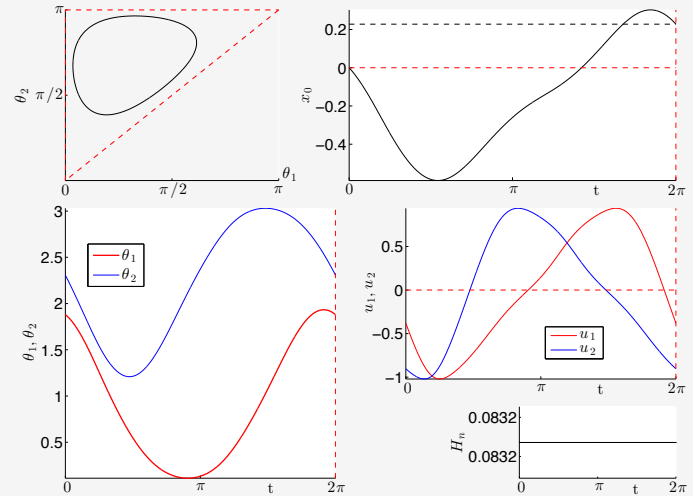 π
θ₂ π/2
0 π/2 π
θ₁
0.2
0
−0.2
−0.4
x₀
0 π t 2π
3
2.5
2
1.5
1
0.5
θ₁, θ₂
θ₁
θ₂
0 π t 2π
0.5
0
−0.5
−1
u₁, u₂
u₁
u₂
0 π t 2π
0.0832
0.0832
Hₙ
0 π t 2π